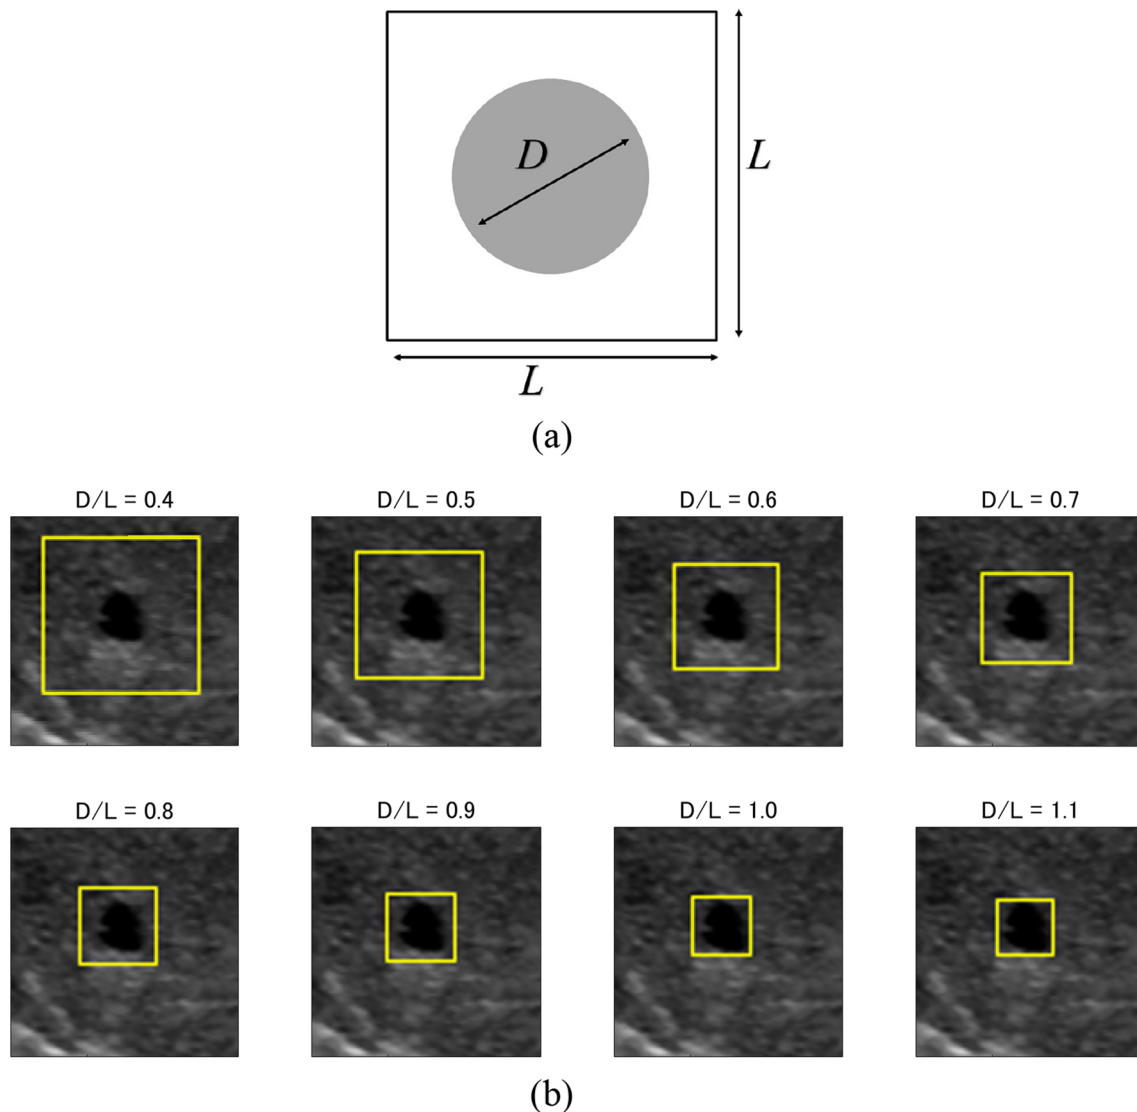 D
L
L
(a)
D/L = 0.4
D/L = 0.5
D/L = 0.6
D/L = 0.7
D/L = 0.8
D/L = 0.9
D/L = 1.0
D/L = 1.1
(b)